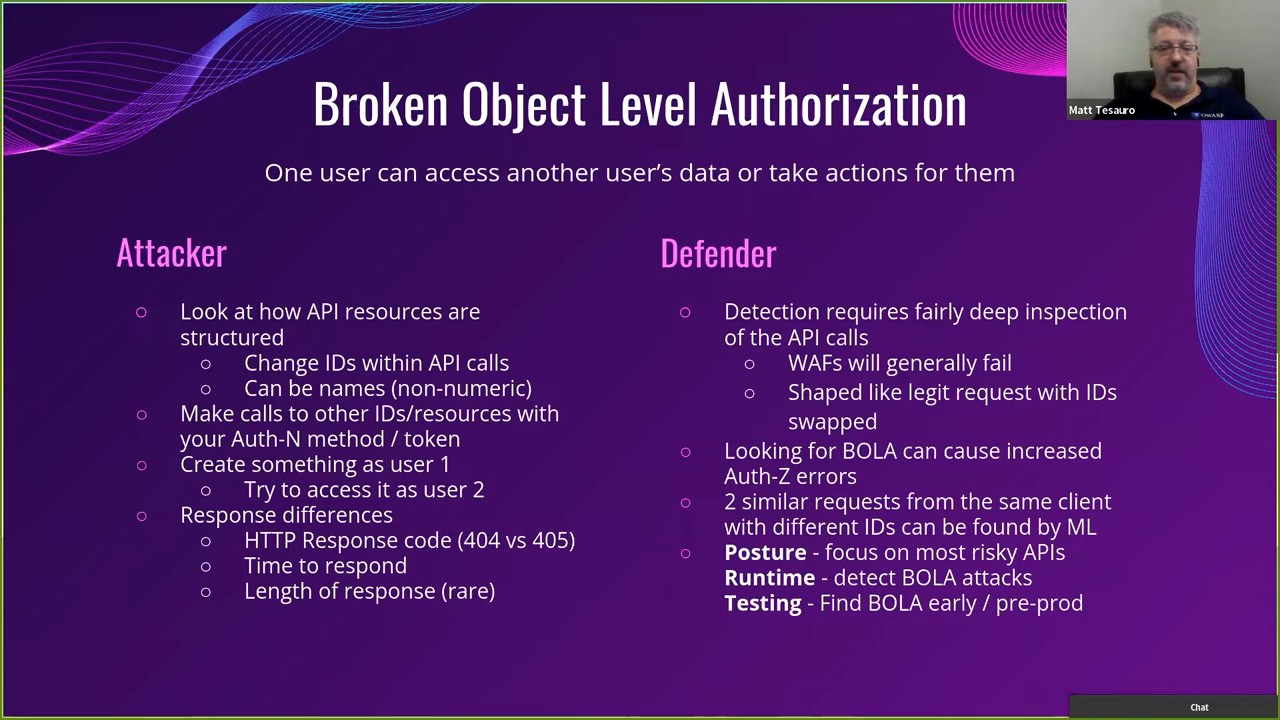 Broken Object Level Authorization
Matt Tesauro
OWASP
One user can access another user's data or take actions for them
Attacker
○ Look at how API resources are
structured
○ Change IDs within API calls
○ Can be names (non-numeric)
○ Make calls to other IDs/resources with
your Auth-N method / token
○ Create something as user 1
○ Try to access it as user 2
○ Response differences
○ HTTP Response code (404 vs 405)
○ Time to respond
○ Length of response (rare)
Defender
○ Detection requires fairly deep inspection
of the API calls
○ WAFs will generally fail
○ Shaped like legit request with IDs
swapped
○ Looking for BOLA can cause increased
Auth-Z errors
○ 2 similar requests from the same client
with different IDs can be found by ML
○ Posture - focus on most risky APIs
Runtime - detect BOLA attacks
Testing - Find BOLA early / pre-prod
Chat